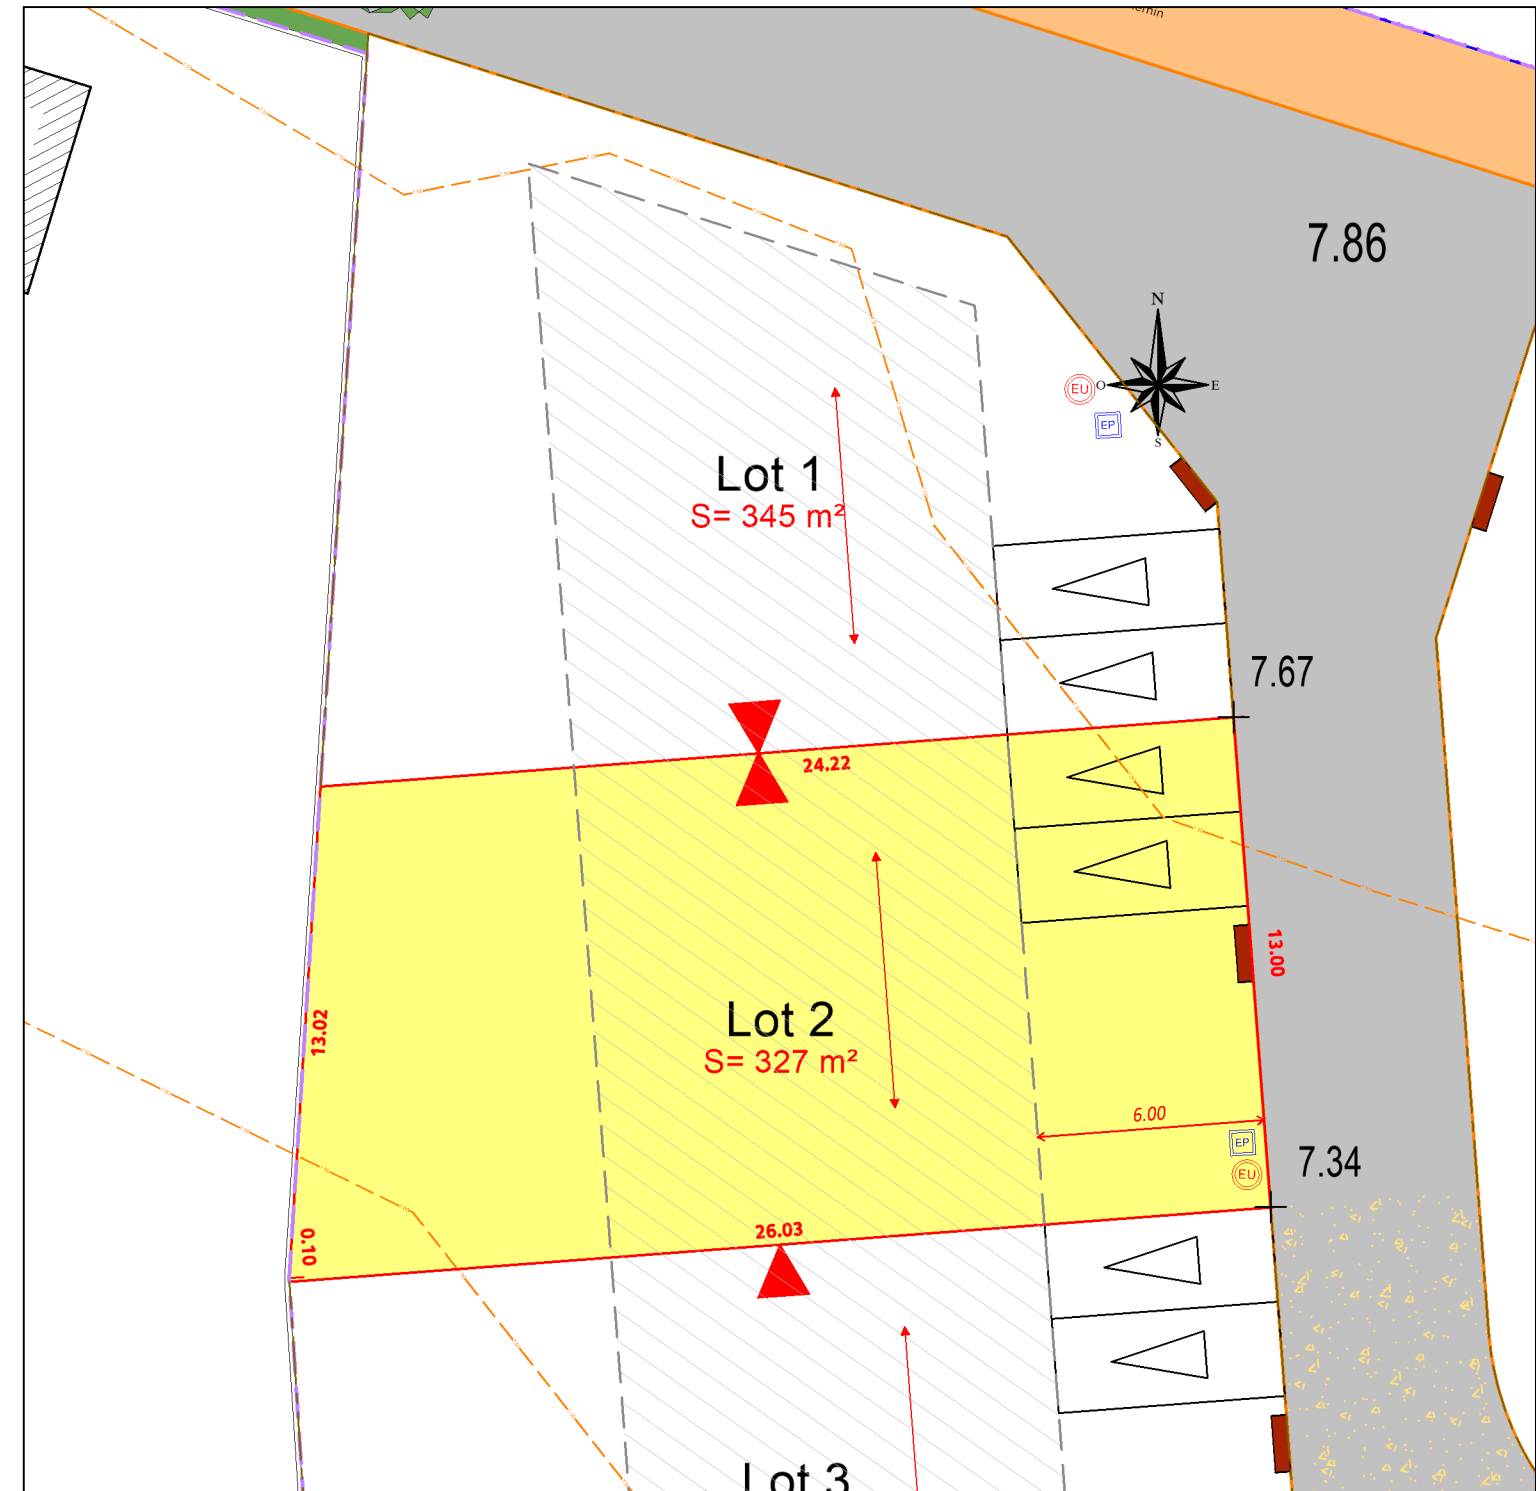 7.86
N
EU
O
E
EP
S
Lot 1
S= 345 m²
7.67
24.22
13.00
13.02
Lot 2
S= 327 m²
6.00
EP
EU
7.34
26.03
0.10
Lot 3